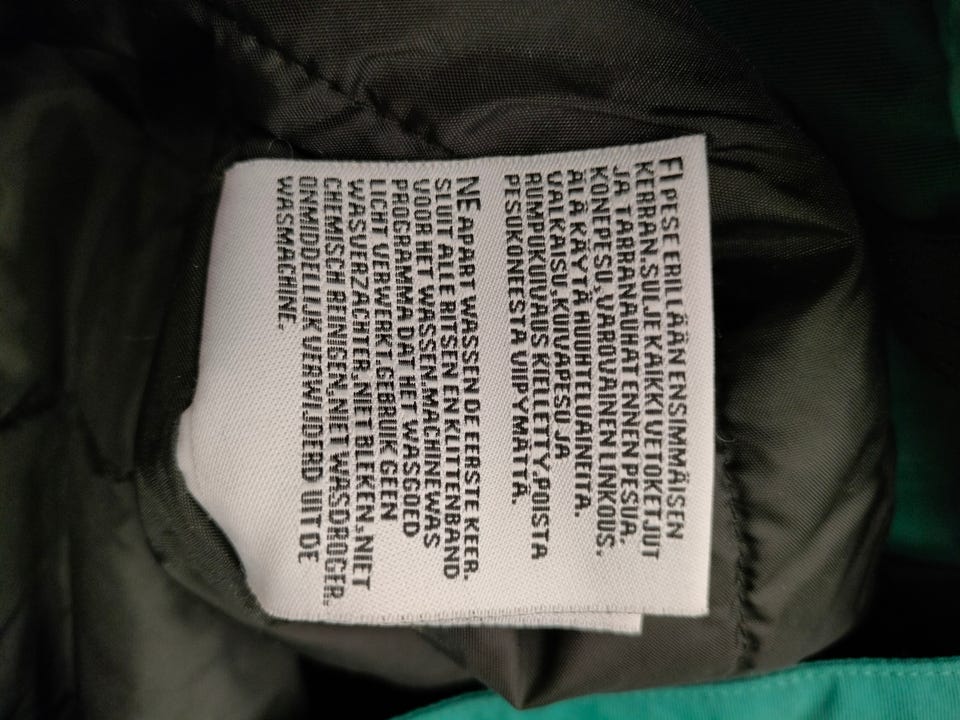 FI PESE ERILLÄÄN ENSIMMÄISEN
KERRAN. SULJE KAIKKI VETOKETJUT
JA TARRANAUHAT ENNEN PESUA.
KONEPESU, VAROVAINEN LINKOUS.
ÄLÄ KÄYTÄ HUUHTELUAINEITA.
VALKAISU, KUIVAPESU JA
RUMPUKUIVAUS KIELLETTY. POISTA
PESUKONEESTA VIIPYMÄTTÄ.
NE APART WASSEN DE EERSTE KEER.
SLUIT ALLE RITSEN EN KLITTENBAND
VOOR HET WASSEN. MACHINEWAS
PROGRAMMA DAT HET WASGOED
LICHT VERWERKT. GEBRUIK GEEN
WASVERZACHTER. NIET BLEKEN. NIET
CHEMISCH REINIGEN. NIET WASDROGER.
ONMIDDELLIJK VERWIJDERD UIT DE
WASMACHINE.